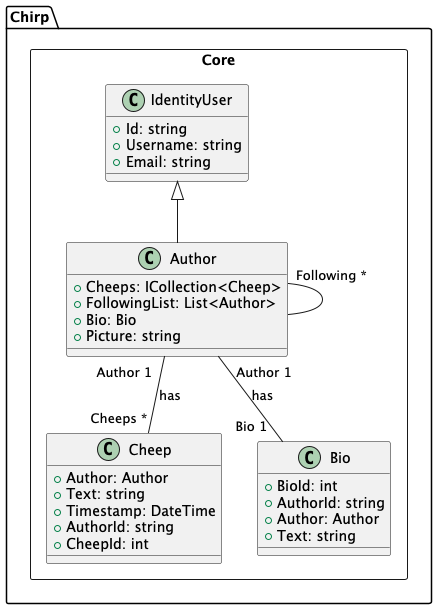 Chirp
Core
C IdentityUser
Id: string
Username: string
Email: string
C Author
Cheeps: ICollection<Cheep>
FollowingList: List<Author>
Bio: Bio
Picture: string
Following *
Author 1
has
Cheeps *
Author 1
has
Bio 1
C Cheep
Author: Author
Text: string
Timestamp: DateTime
AuthorId: string
CheepId: int
C Bio
BioId: int
AuthorId: string
Author: Author
Text: string